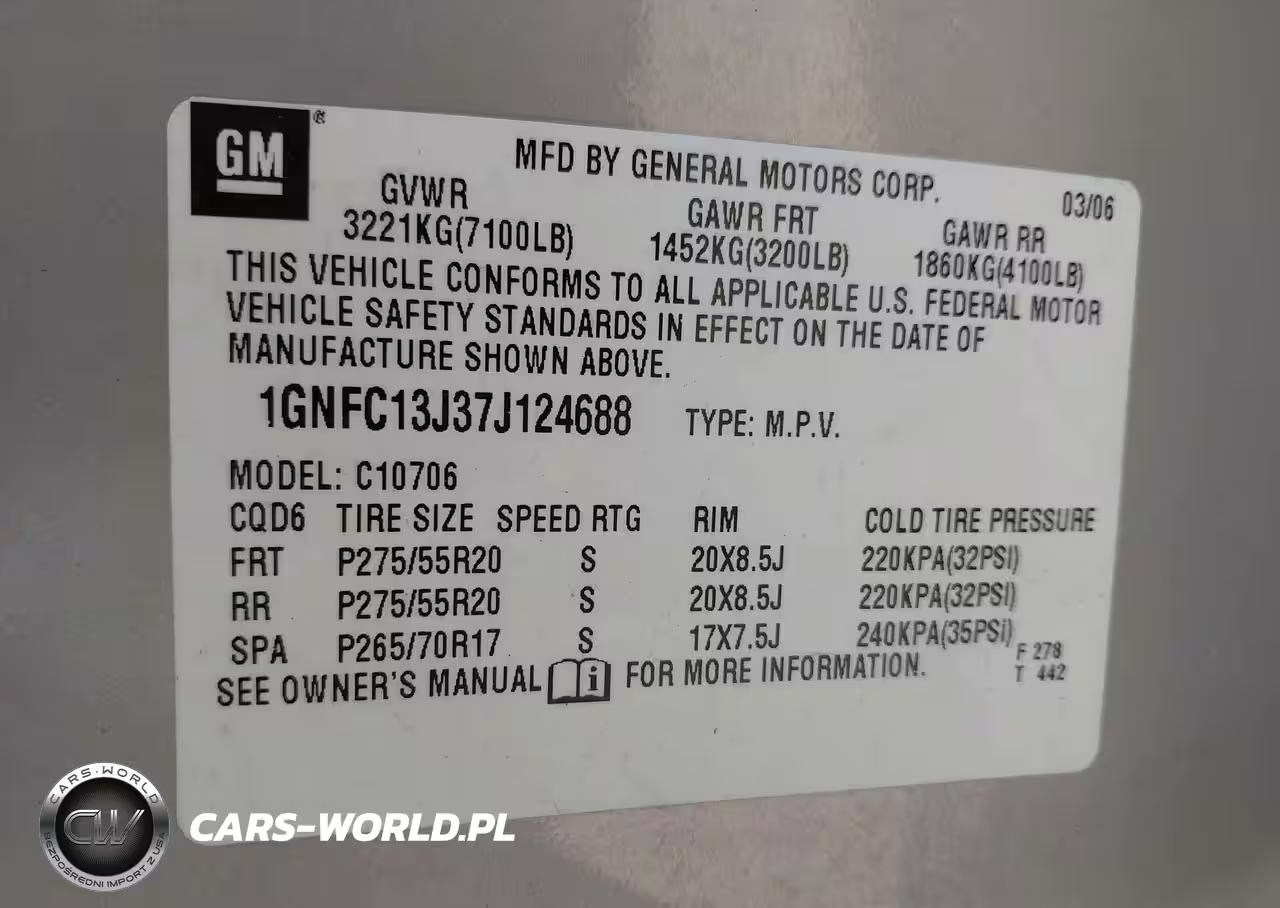 GM
MFD BY GENERAL MOTORS CORP.
03/06
GVWR GAWR FRT GAWR RR
3221KG(7100LB) 1452KG(3200LB) 1860KG(4100LB)
THIS VEHICLE CONFORMS TO ALL APPLICABLE U.S. FEDERAL MOTOR
VEHICLE SAFETY STANDARDS IN EFFECT ON THE DATE OF
MANUFACTURE SHOWN ABOVE.
1GNFC13J37J124688 TYPE: M.P.V.
MODEL: C10706
CQD6 TIRE SIZE SPEED RTG RIM COLD TIRE PRESSURE
FRT P275/55R20 S 20X8.5J 220KPA(32PSI)
RR P275/55R20 S 20X8.5J 220KPA(32PSI)
SPA P265/70R17 S 17X7.5J 240KPA(35PSi)
SEE OWNER'S MANUAL i FOR MORE INFORMATION.
F 278
T 442
CARS-WORLD
CW
BEZPOŚREDNI IMPORT Z USA
CARS-WORLD.PL